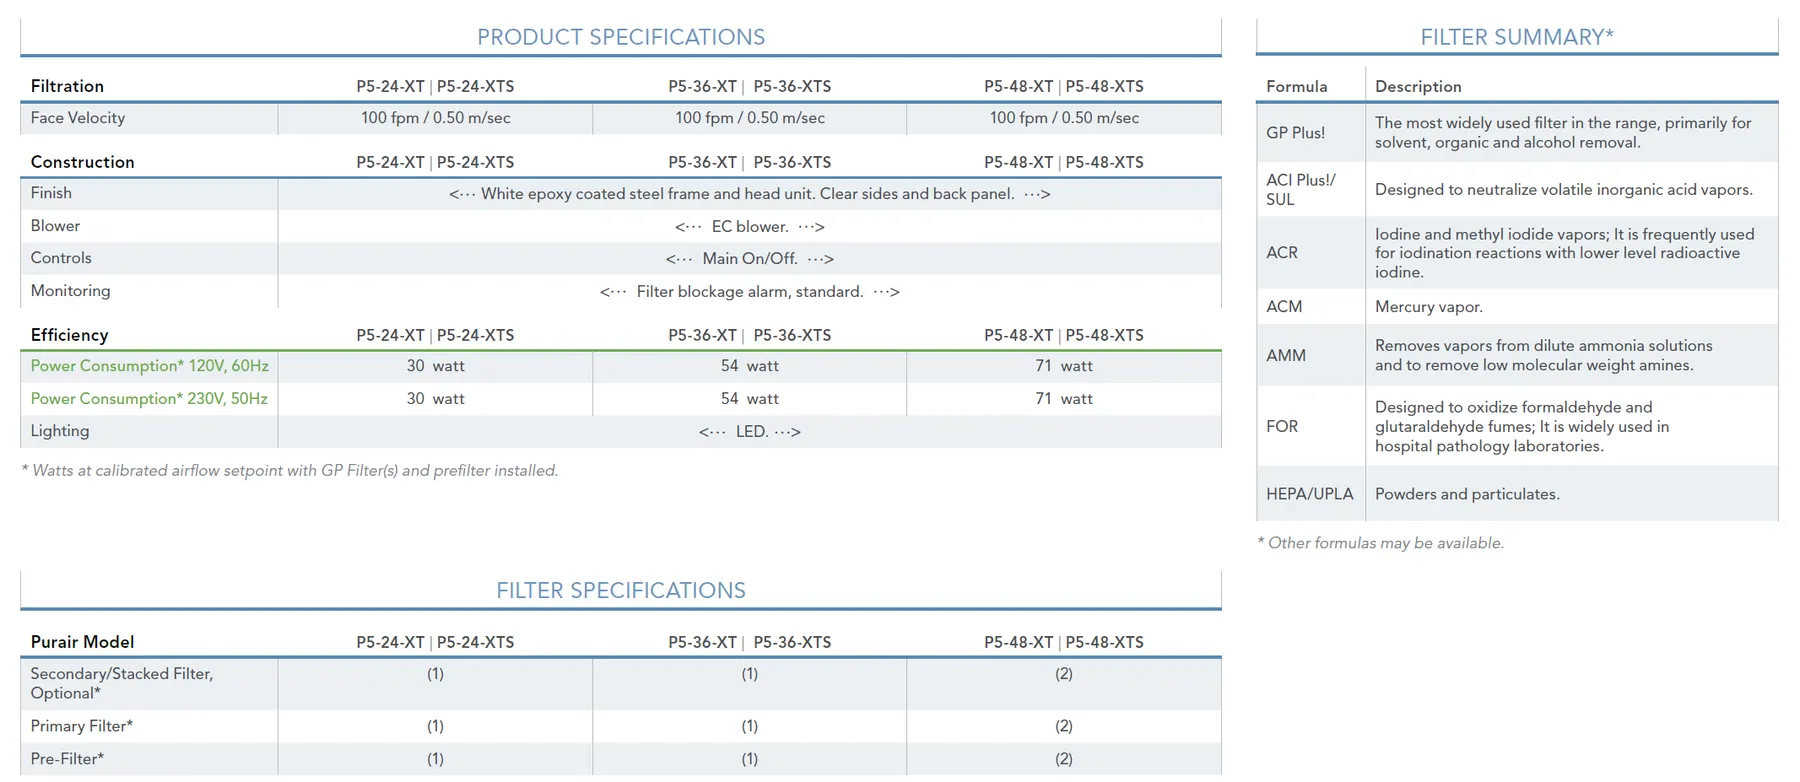 PRODUCT SPECIFICATIONS
Filtration P5-24-XT | P5-24-XTS P5-36-XT | P5-36-XTS P5-48-XT | P5-48-XTS
Face Velocity 100 fpm / 0.50 m/sec 100 fpm / 0.50 m/sec 100 fpm / 0.50 m/sec
Construction P5-24-XT | P5-24-XTS P5-36-XT | P5-36-XTS P5-48-XT | P5-48-XTS
Finish <··· White epoxy coated steel frame and head unit. Clear sides and back panel. ···>
Blower <··· EC blower. ···>
Controls <··· Main On/Off. ···>
Monitoring <··· Filter blockage alarm, standard. ···>
Efficiency P5-24-XT | P5-24-XTS P5-36-XT | P5-36-XTS P5-48-XT | P5-48-XTS
Power Consumption* 120V, 60Hz 30 watt 54 watt 71 watt
Power Consumption* 230V, 50Hz 30 watt 54 watt 71 watt
Lighting <··· LED. ···>
* Watts at calibrated airflow setpoint with GP Filter(s) and prefilter installed.
FILTER SUMMARY*
Formula Description
GP Plus! The most widely used filter in the range, primarily for
solvent, organic and alcohol removal.
ACI Plus!/
SUL Designed to neutralize volatile inorganic acid vapors.
ACR Iodine and methyl iodide vapors; It is frequently used
for iodination reactions with lower level radioactive
iodine.
ACM Mercury vapor.
AMM Removes vapors from dilute ammonia solutions
and to remove low molecular weight amines.
FOR Designed to oxidize formaldehyde and
glutaraldehyde fumes; It is widely used in
hospital pathology laboratories.
HEPA/UPLA Powders and particulates.
* Other formulas may be available.
FILTER SPECIFICATIONS
Purair Model P5-24-XT | P5-24-XTS P5-36-XT | P5-36-XTS P5-48-XT | P5-48-XTS
Secondary/Stacked Filter,
Optional* (1) (1) (2)
Primary Filter* (1) (1) (2)
Pre-Filter* (1) (1) (2)